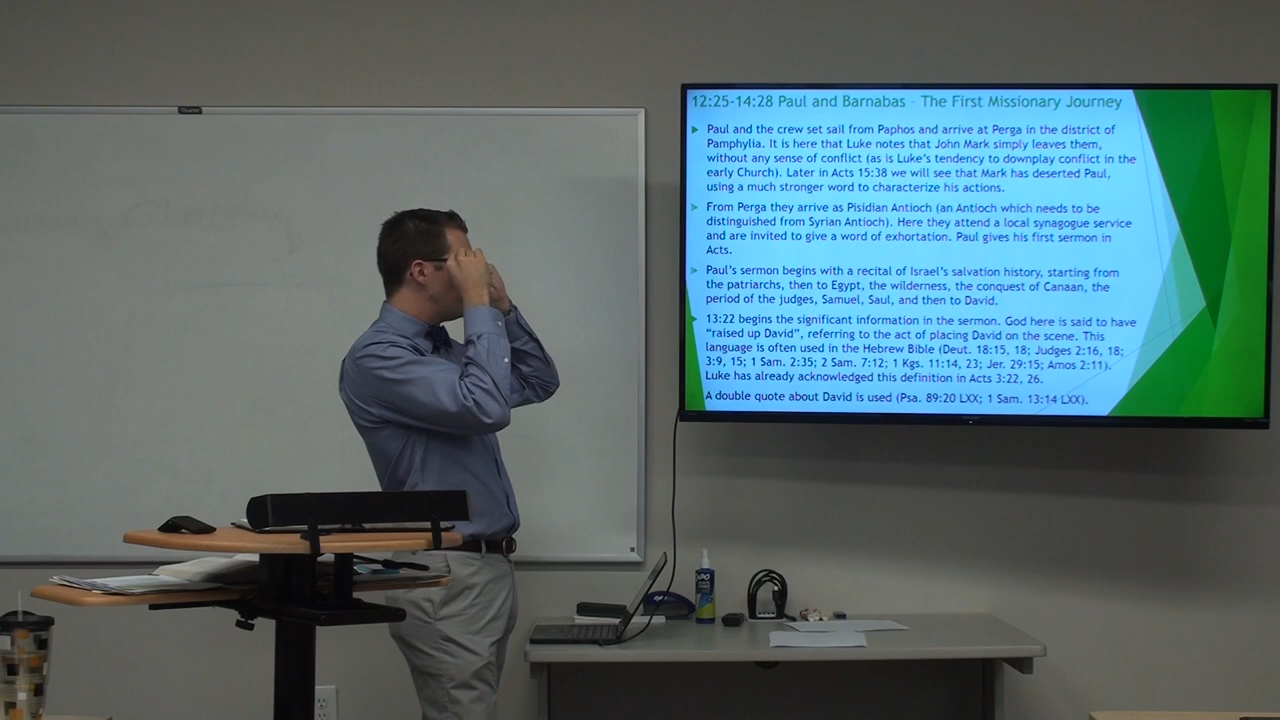 12:25-14:28 Paul and Barnabas – The First Missionary Journey
Paul and the crew set sail from Paphos and arrive at Perga in the district of
Pamphylia. It is here that Luke notes that John Mark simply leaves them,
without any sense of conflict (as is Luke's tendency to downplay conflict in the
early Church). Later in Acts 15:38 we will see that Mark has deserted Paul,
using a much stronger word to characterize his actions.
From Perga they arrive as Pisidian Antioch (an Antioch which needs to be
distinguished from Syrian Antioch). Here they attend a local synagogue service
and are invited to give a word of exhortation. Paul gives his first sermon in
Acts.
Paul's sermon begins with a recital of Israel's salvation history, starting from
the patriarchs, then to Egypt, the wilderness, the conquest of Canaan, the
period of the judges, Samuel, Saul, and then to David.
13:22 begins the significant information in the sermon. God here is said to have
"raised up David", referring to the act of placing David on the scene. This
language is often used in the Hebrew Bible (Deut. 18:15, 18; Judges 2:16, 18;
3:9, 15; 1 Sam. 2:35; 2 Sam. 7:12; 1 Kgs. 11:14, 23; Jer. 29:15; Amos 2:11).
Luke has already acknowledged this definition in Acts 3:22, 26.
A double quote about David is used (Psa. 89:20 LXX; 1 Sam. 13:14 LXX).
Quartet
EXPO